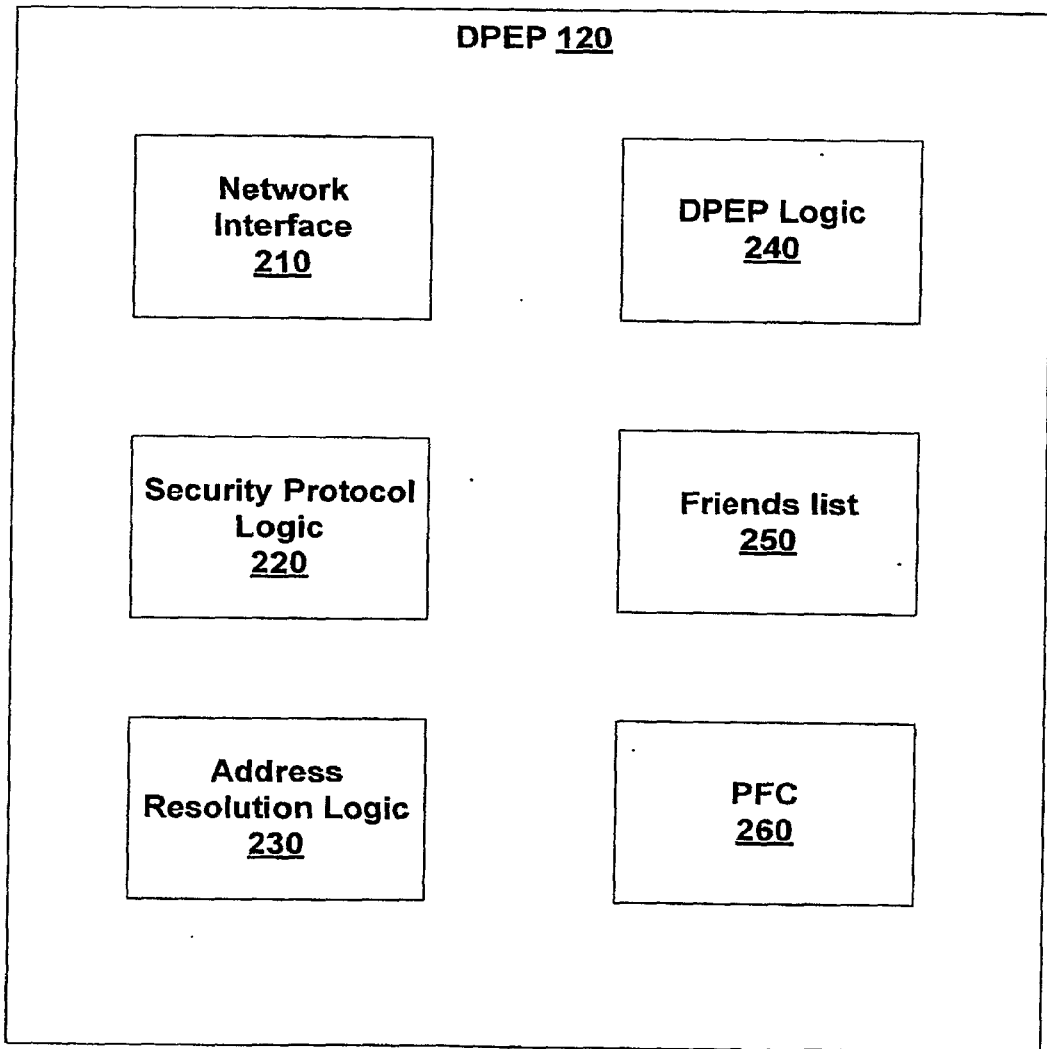 DPEP 120
Network
Interface
210
DPEP Logic
240
Security Protocol
Logic
220
Friends list
250
Address
Resolution Logic
230
PFC
260